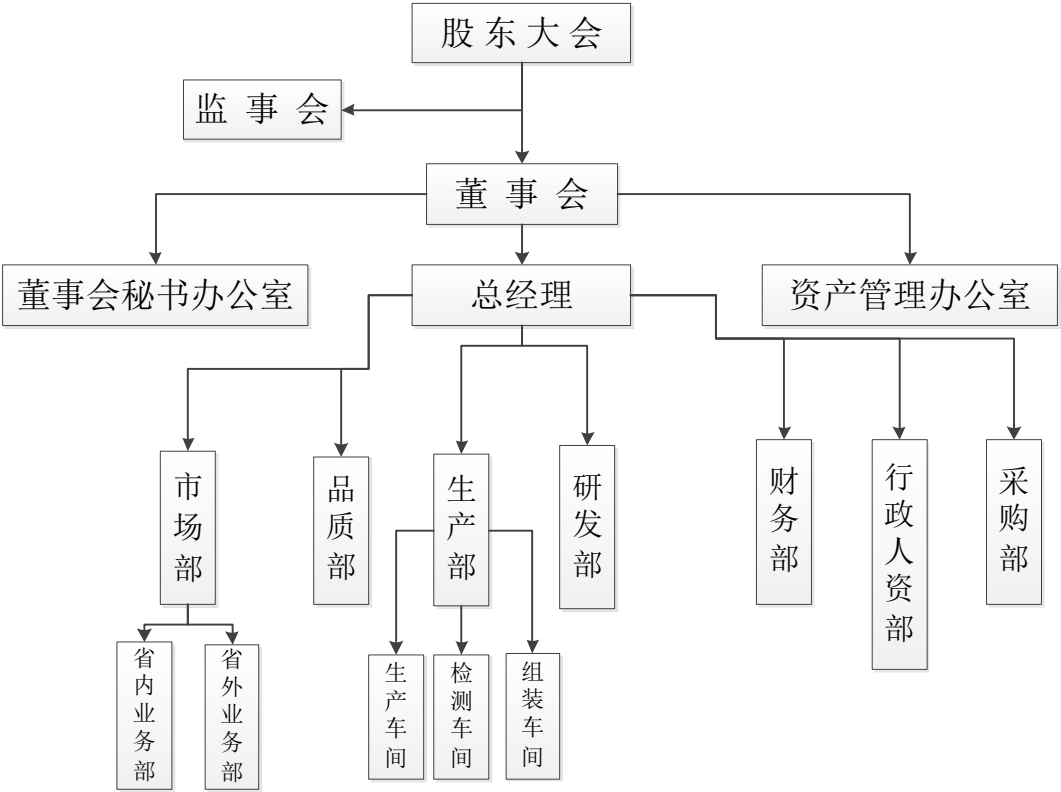 股东大会
监事会
董事会
董事会秘书办公室
总经理
资产管理办公室
市场部
品质部
生产部
研发部
财务部
行政人资部
采购部
省内业务部
省外业务部
生产车间
检测车间
组装车间